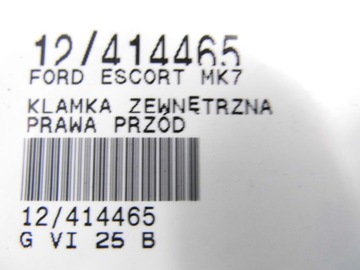 12/414465
FORD ESCORT MK7
KLAMKA ZEWNĘTRZNA
PRAWA PRZÓD
12/414465
G VI 25 B